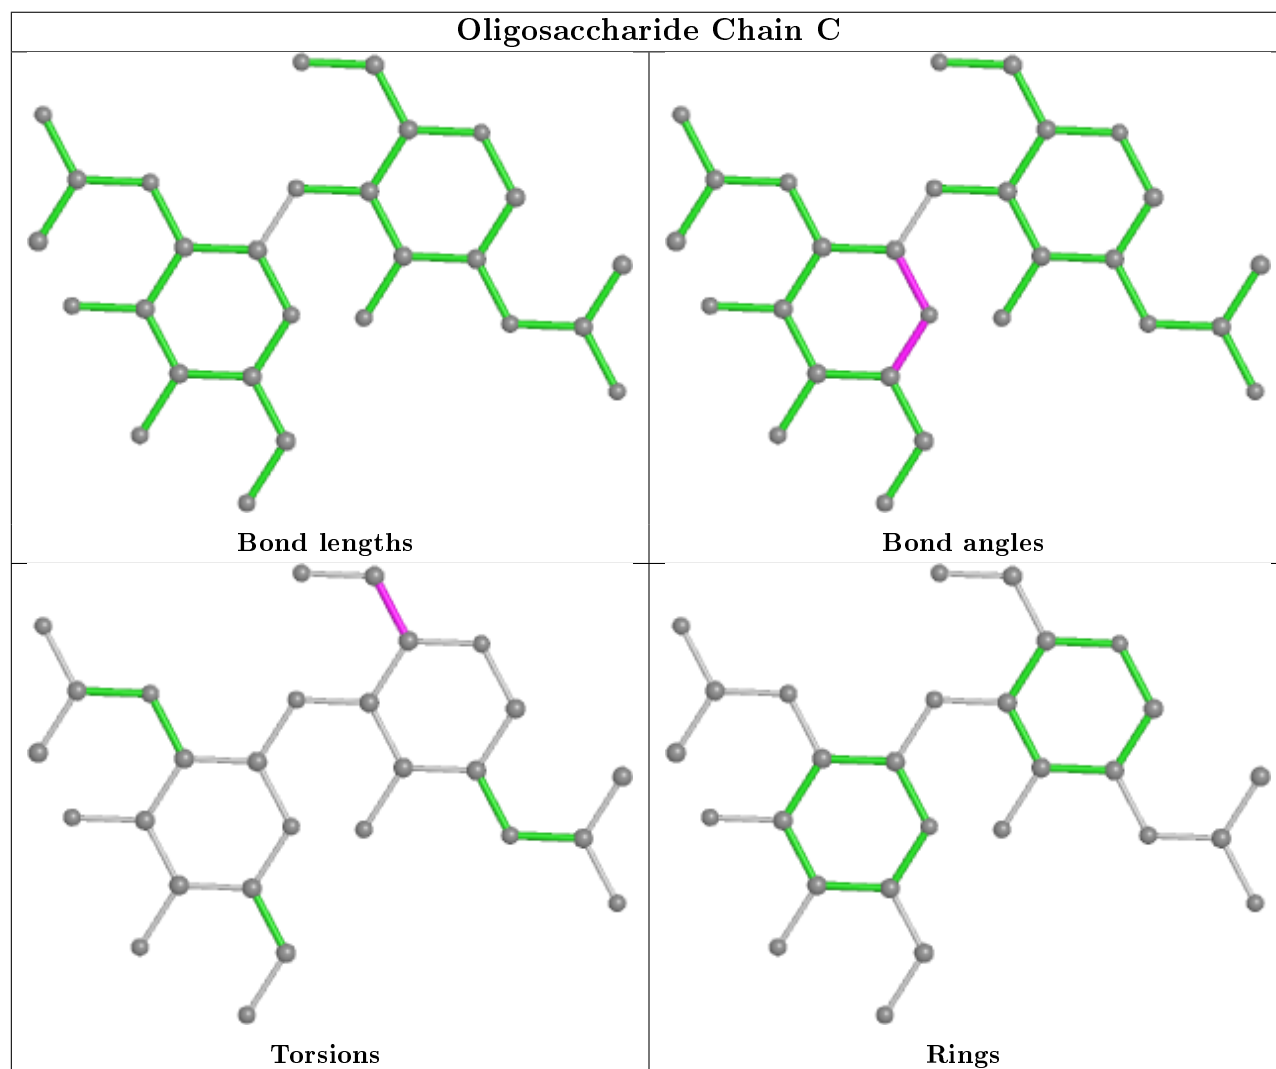 Oligosaccharide Chain C
Bond lengths
Bond angles
Torsions
Rings